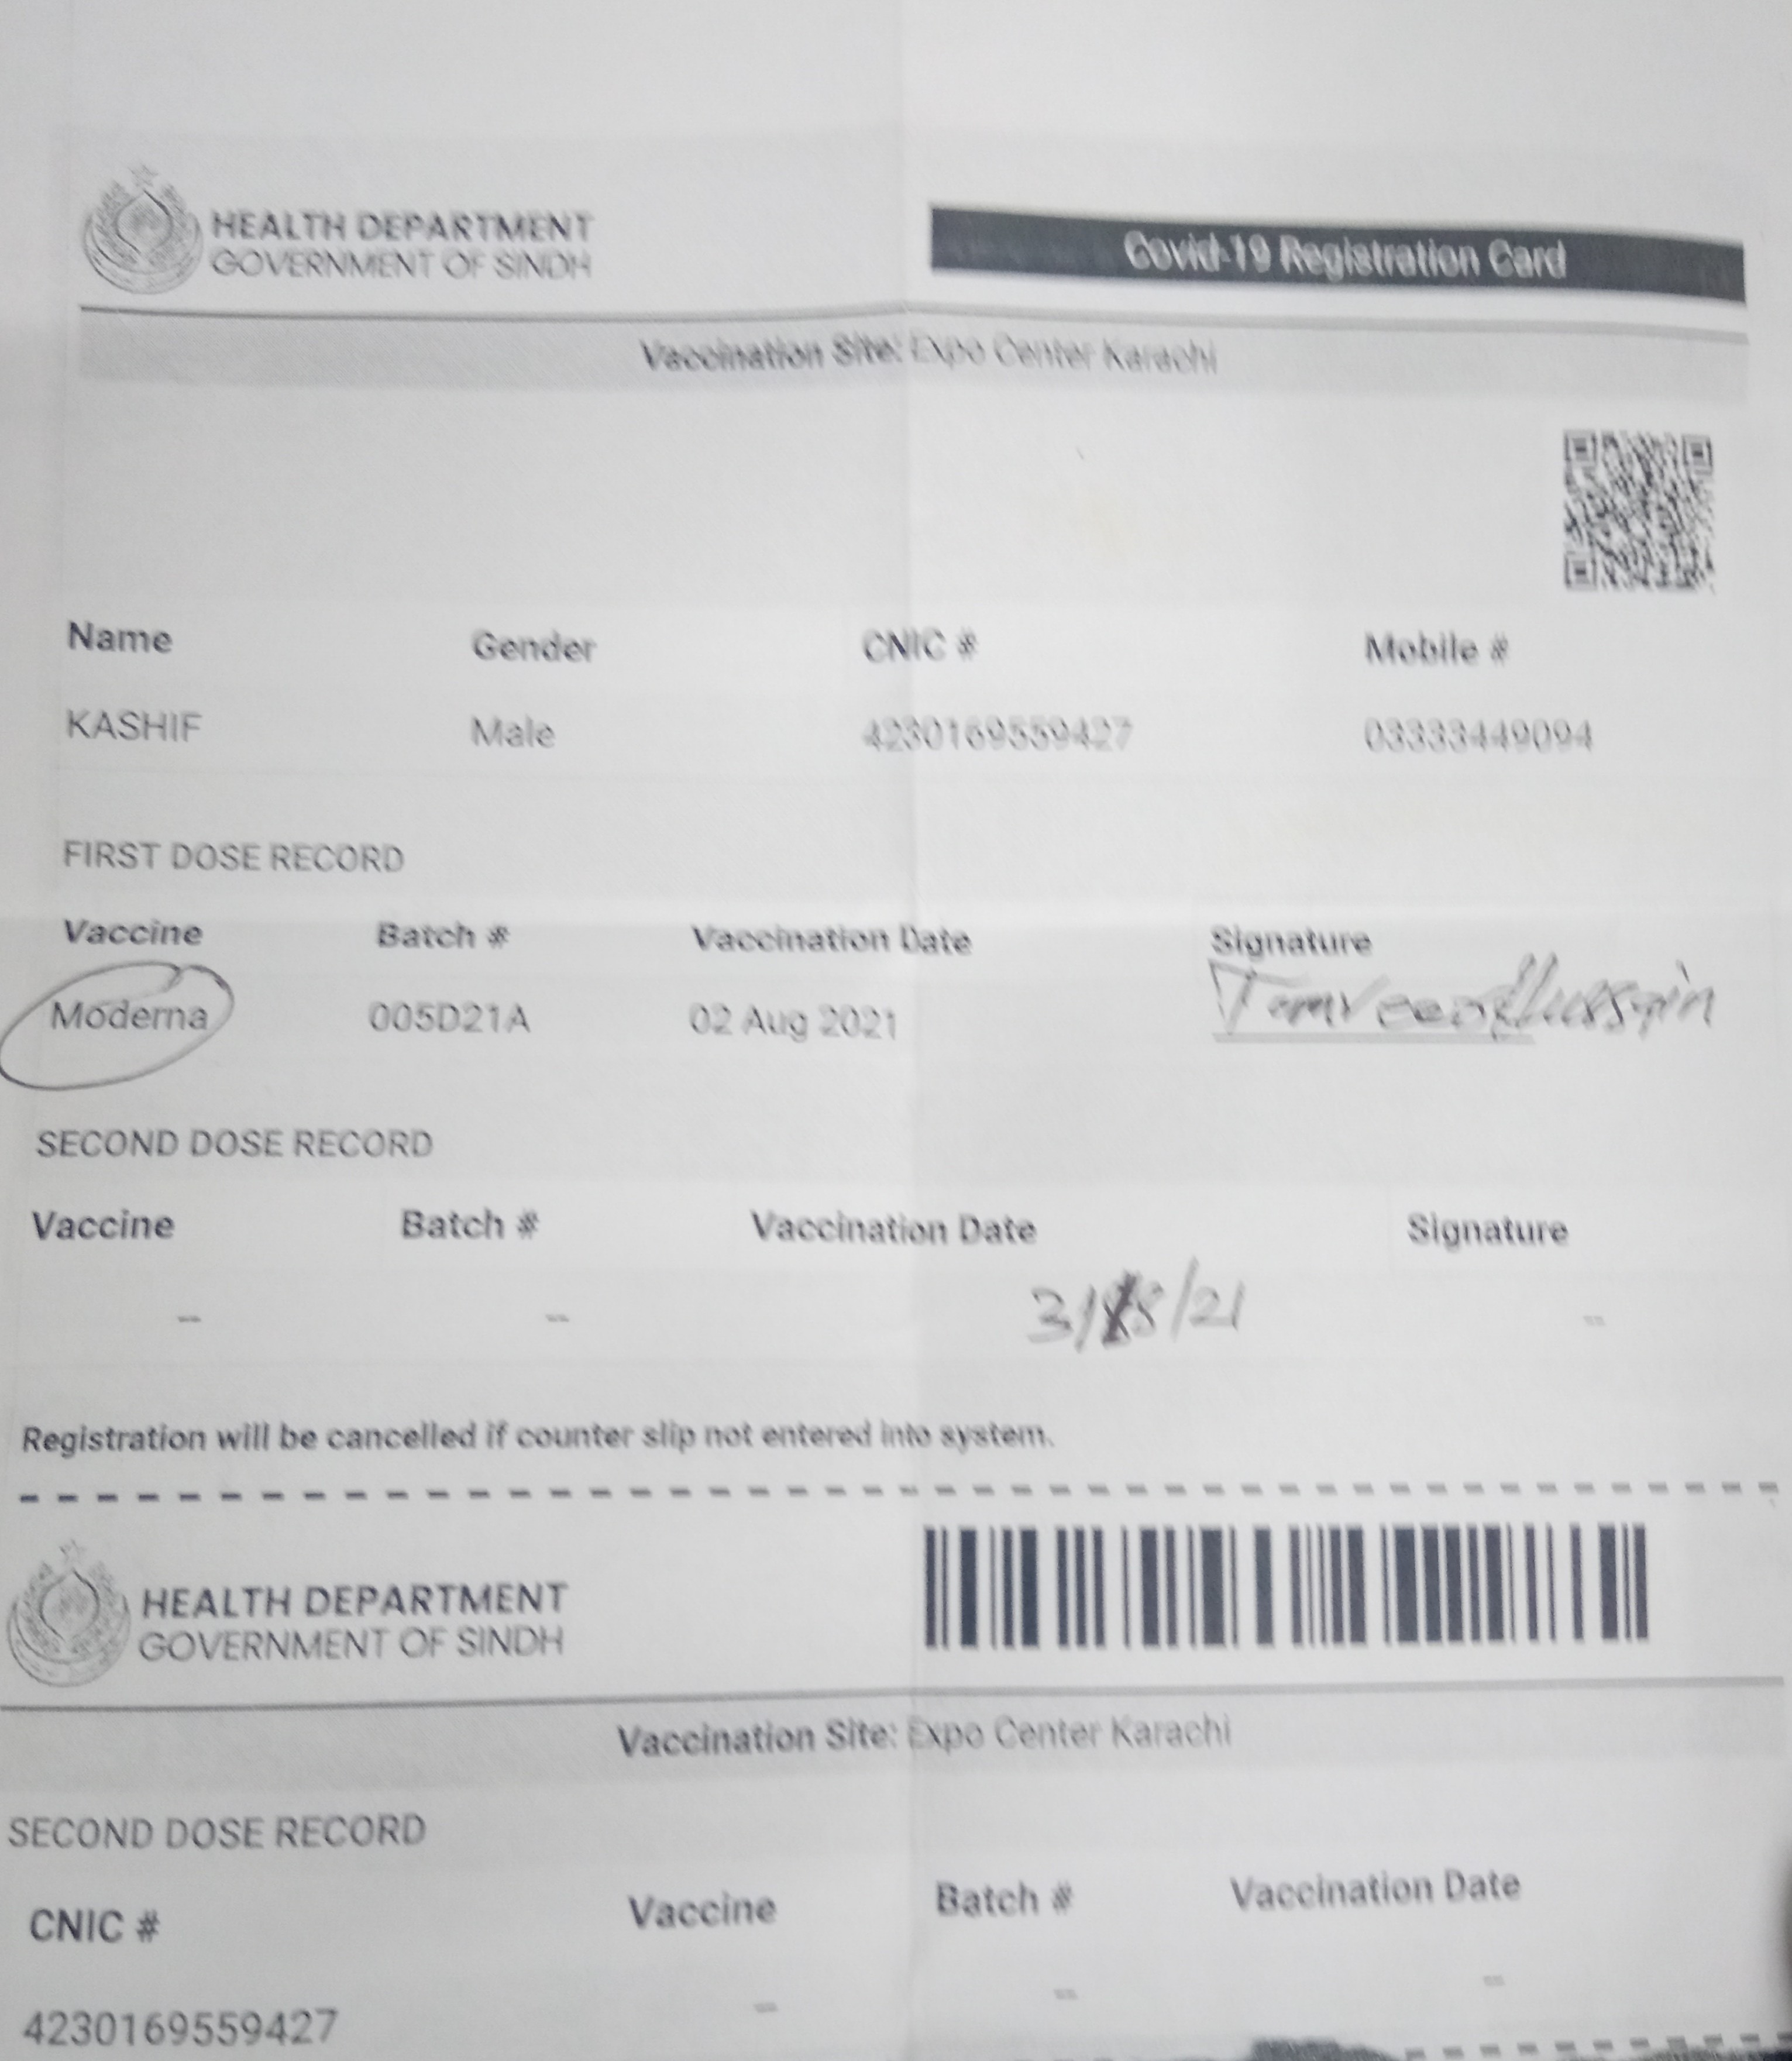 HEALTH DEPARTMENT
GOVERNMENT OF SINDH
Covid-19 Registration Card
Vaccination Site: Expo Center Karachi
Name Gender CNIC # Mobile #
KASHIF Male 4230169559427 03333449094
FIRST DOSE RECORD
Vaccine Batch # Vaccination Date Signature
Moderna 005D21A 02 Aug 2021 Hussain
SECOND DOSE RECORD
Vaccine Batch # Vaccination Date Signature
-- -- /21 --
Registration will be cancelled if counter slip not entered into system.
HEALTH DEPARTMENT
GOVERNMENT OF SINDH
Vaccination Site: Expo Center Karachi
SECOND DOSE RECORD
CNIC # Vaccine Batch # Vaccination Date
4230169559427 -- -- --